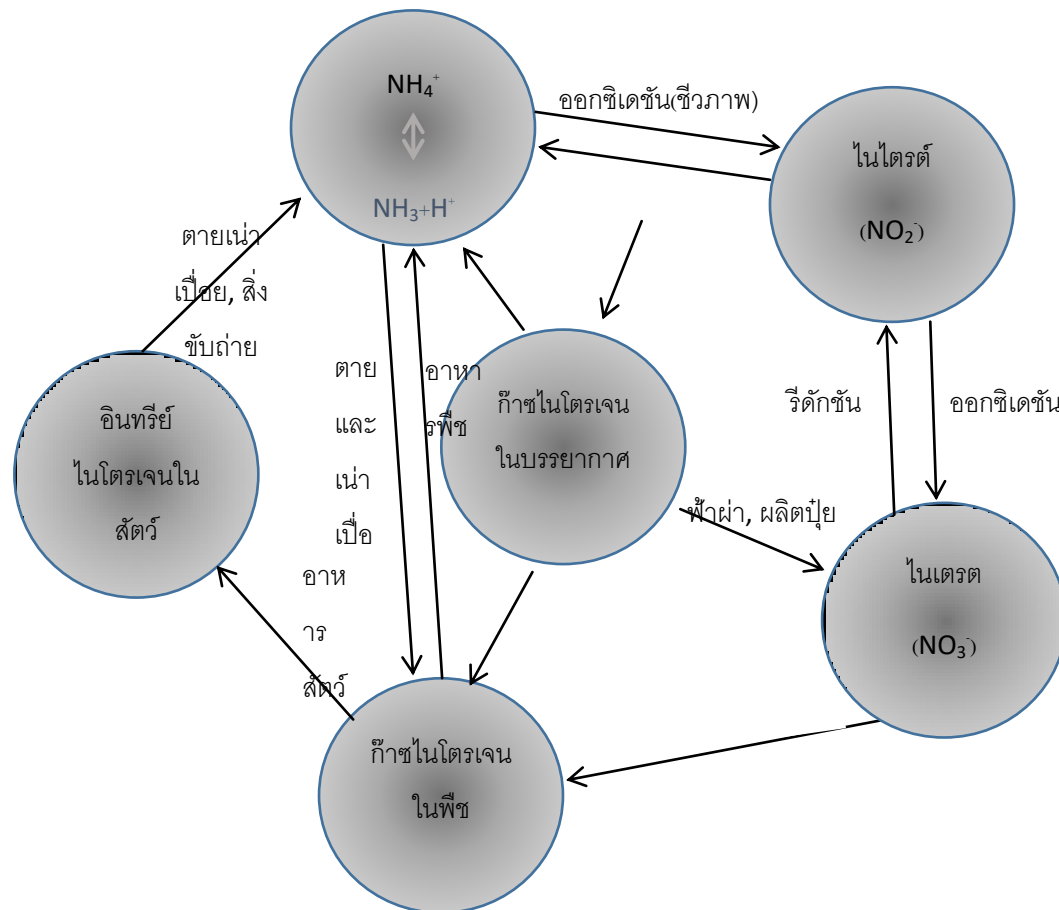 NH₄⁺
NH₃+H⁺
ออกซิเดชัน(ชีวภาพ)
ไนไตรต์
(NO₂⁻)
ตายเน่า
เปื่อย, สิ่ง
ขับถ่าย
ตาย
และ
เน่า
เปื่อ
อาหา
รพืช
ก๊าซไนโตรเจน
ในบรรยากาศ
รีดักชัน
ออกซิเดชัน
อินทรีย์
ไนโตรเจนใน
สัตว์
ฟ้าผ่า, ผลิตปุ๋ย
ไนเตรต
(NO₃⁻)
อาห
าร
สัตว์
ก๊าซไนโตรเจน
ในพืช